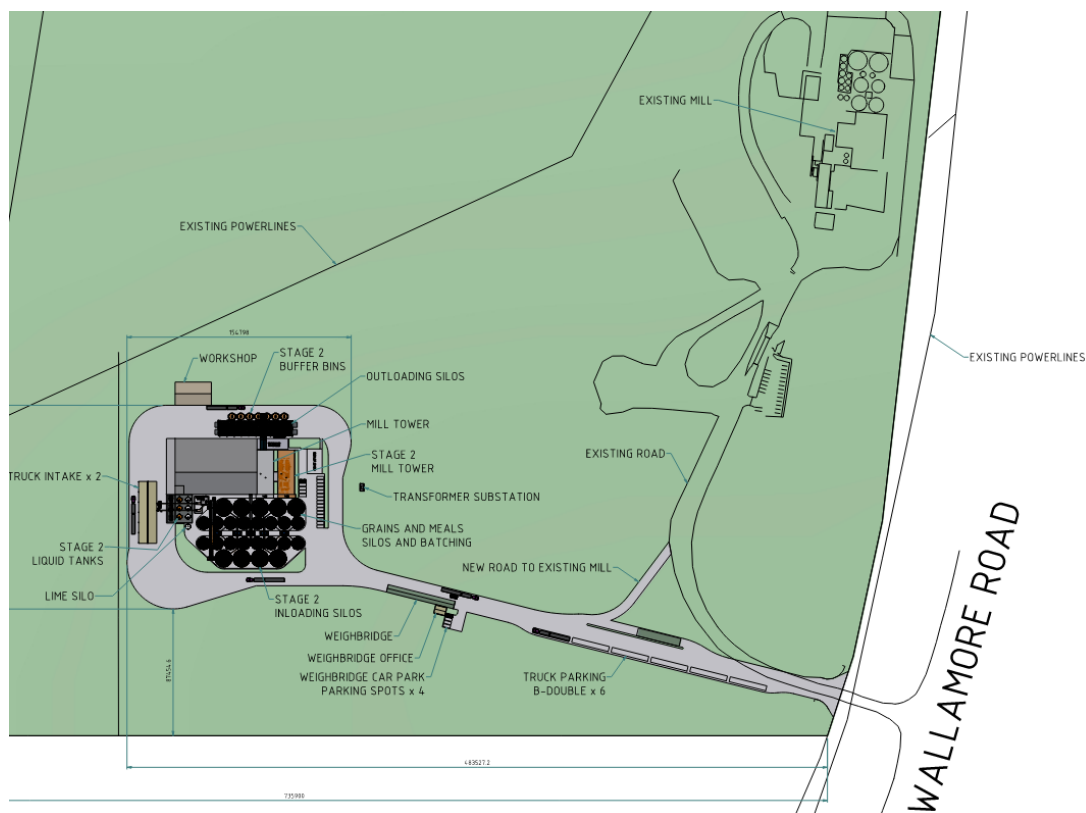 EXISTING MILL
EXISTING POWERLINES
EXISTING POWERLINES
154798
WORKSHOP
STAGE 2
BUFFER BINS
OUTLOADING SILOS
MILL TOWER
STAGE 2
MILL TOWER
EXISTING ROAD
TRUCK INTAKE x 2
TRANSFORMER SUBSTATION
GRAINS AND MEALS
SILOS AND BATCHING
STAGE 2
LIQUID TANKS
NEW ROAD TO EXISTING MILL
LIME SILO
STAGE 2
INLOADING SILOS
WEIGHBRIDGE
WEIGHBRIDGE OFFICE
WEIGHBRIDGE CAR PARK
PARKING SPOTS x 4
TRUCK PARKING
B-DOUBLE x 6
87454.6
WALLAMORE ROAD
483527.2
735900